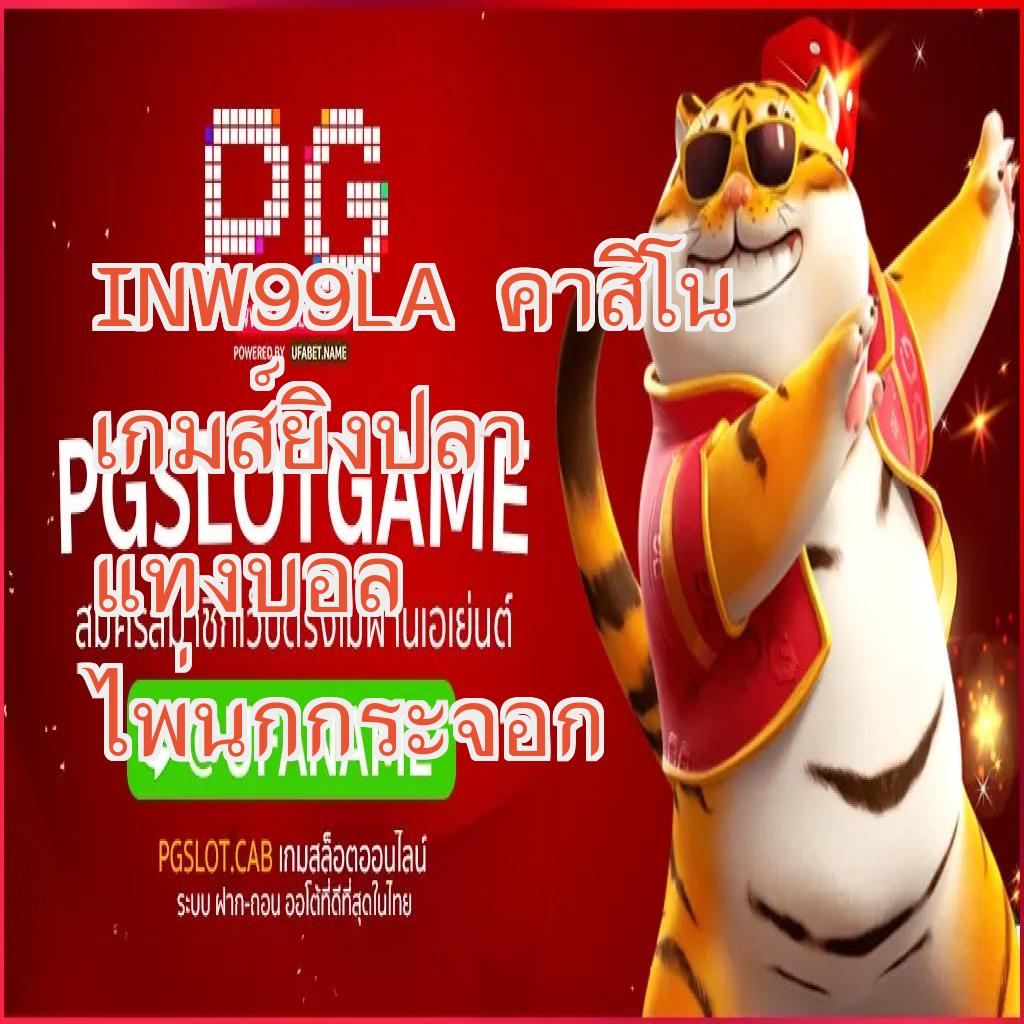 PG
INW99LA คาสิโน
POWERED BY UFABET.NAME
เกมส์ยิงปลา
PGSLOTGAME
แทงบอล
สมัครสมาชิกเว็บตรงไม่ผ่านเอเย่นต์
ไพ่นกกระจอก
@UFANAME
PGSLOT.CAB เกมสล็อตออนไลน์
ระบบ ฝาก-ถอน ออโต้ที่ดีที่สุดในไทย